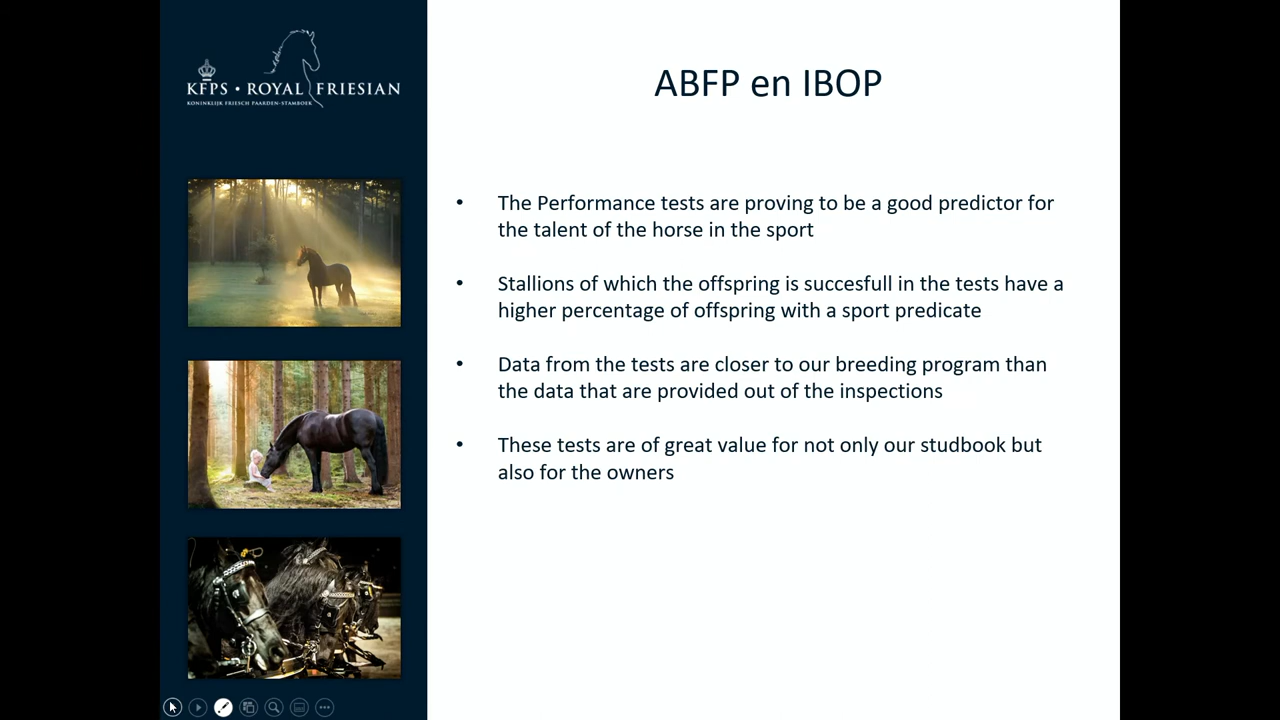 KFPS • ROYAL FRIESIAN
KONINKLIJK FRIESCH PAARDEN-STAMBOEK
ABFP en IBOP
• The Performance tests are proving to be a good predictor for
the talent of the horse in the sport
• Stallions of which the offspring is succesfull in the tests have a
higher percentage of offspring with a sport predicate
• Data from the tests are closer to our breeding program than
the data that are provided out of the inspections
• These tests are of great value for not only our studbook but
also for the owners